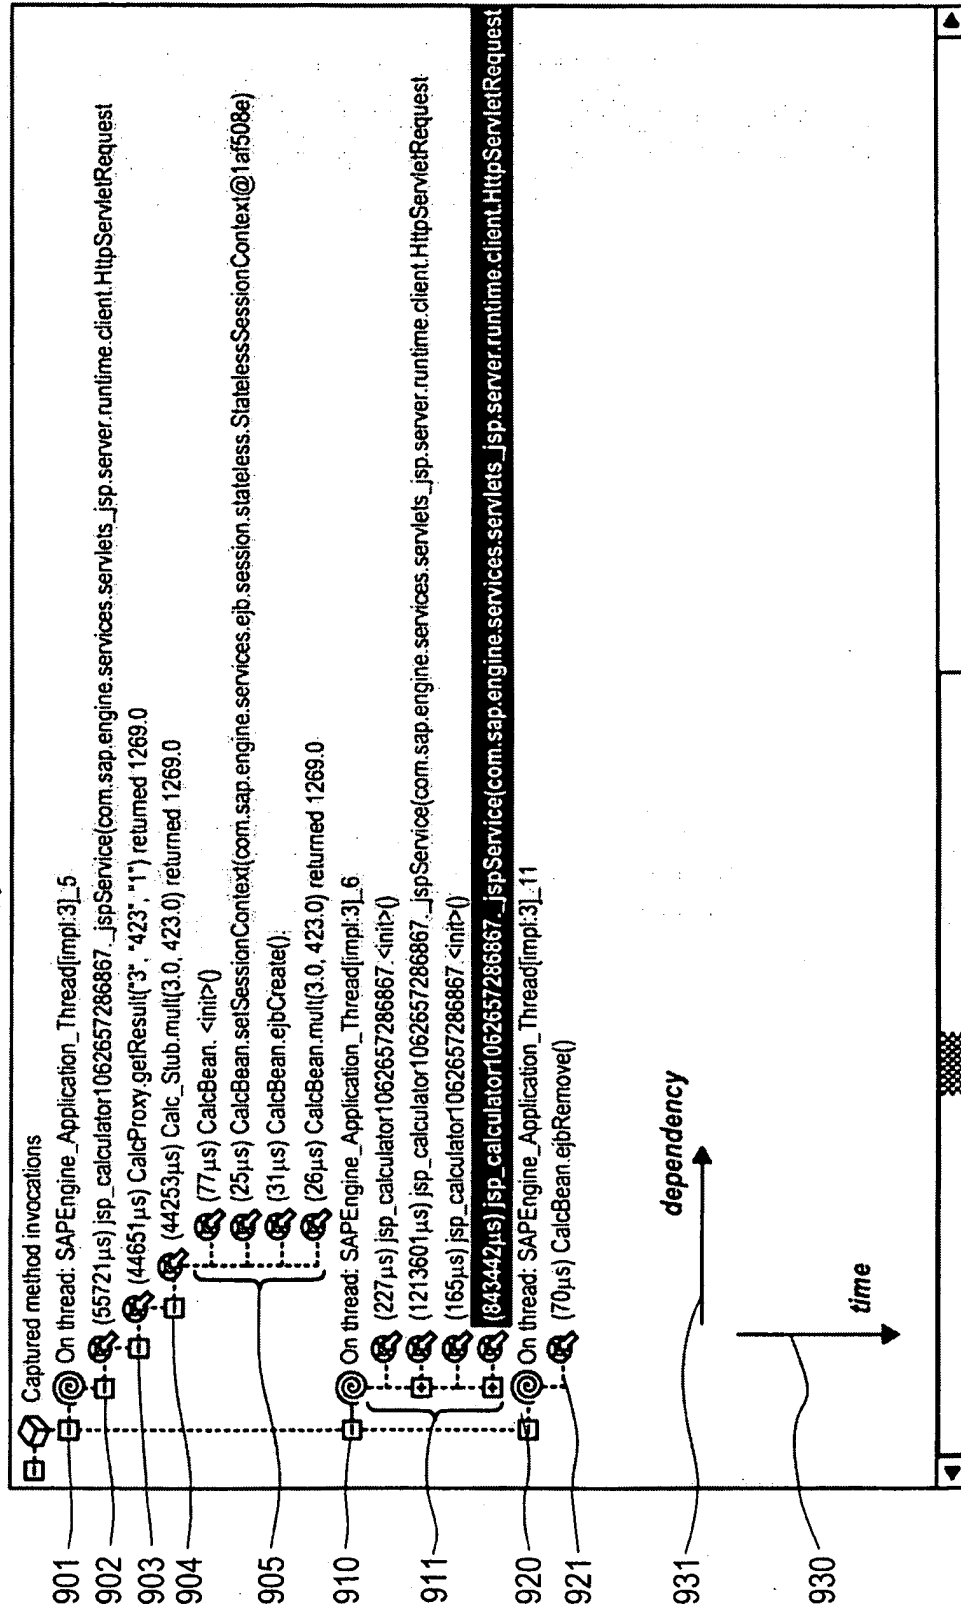 Captured method invocations
On thread: SAPEngine_Application_Thread[impl:3]_5
(55721µs) jsp_calculator1062657286867._jspService(com.sap.engine.services.servlets_jsp.server.runtime.client.HttpServletRequest
(44651µs) CalcProxy.getResult("3", "423", "1") returned 1269.0
(44253µs) Calc_Stub.mult(3.0, 423.0) returned 1269.0
(77µs) CalcBean. <init>()
(25µs) CalcBean.setSessionContext(com.sap.engine.services.ejb.session.stateless.StatelessSessionContext@1af508e)
(31µs) CalcBean.ejbCreate()
(26µs) CalcBean.mult(3.0, 423.0) returned 1269.0
On thread: SAPEngine_Application_Thread[impl:3]_6
(227µs) jsp_calculator1062657286867.<init>()
(1213601µs) jsp_calculator1062657286867._jspService(com.sap.engine.services.servlets_jsp.server.runtime.client.HttpServletRequest
(165µs) jsp_calculator1062657286867.<init>()
(843442µs) jsp_calculator1062657286867._jspService(com.sap.engine.services.servlets_jsp.server.runtime.client.HttpServletRequest
On thread: SAPEngine_Application_Thread[impl:3]_11
(70µs) CalcBean.ejbRemove()
dependency
time
901
902
903
904
905
910
911
920
921
931
930